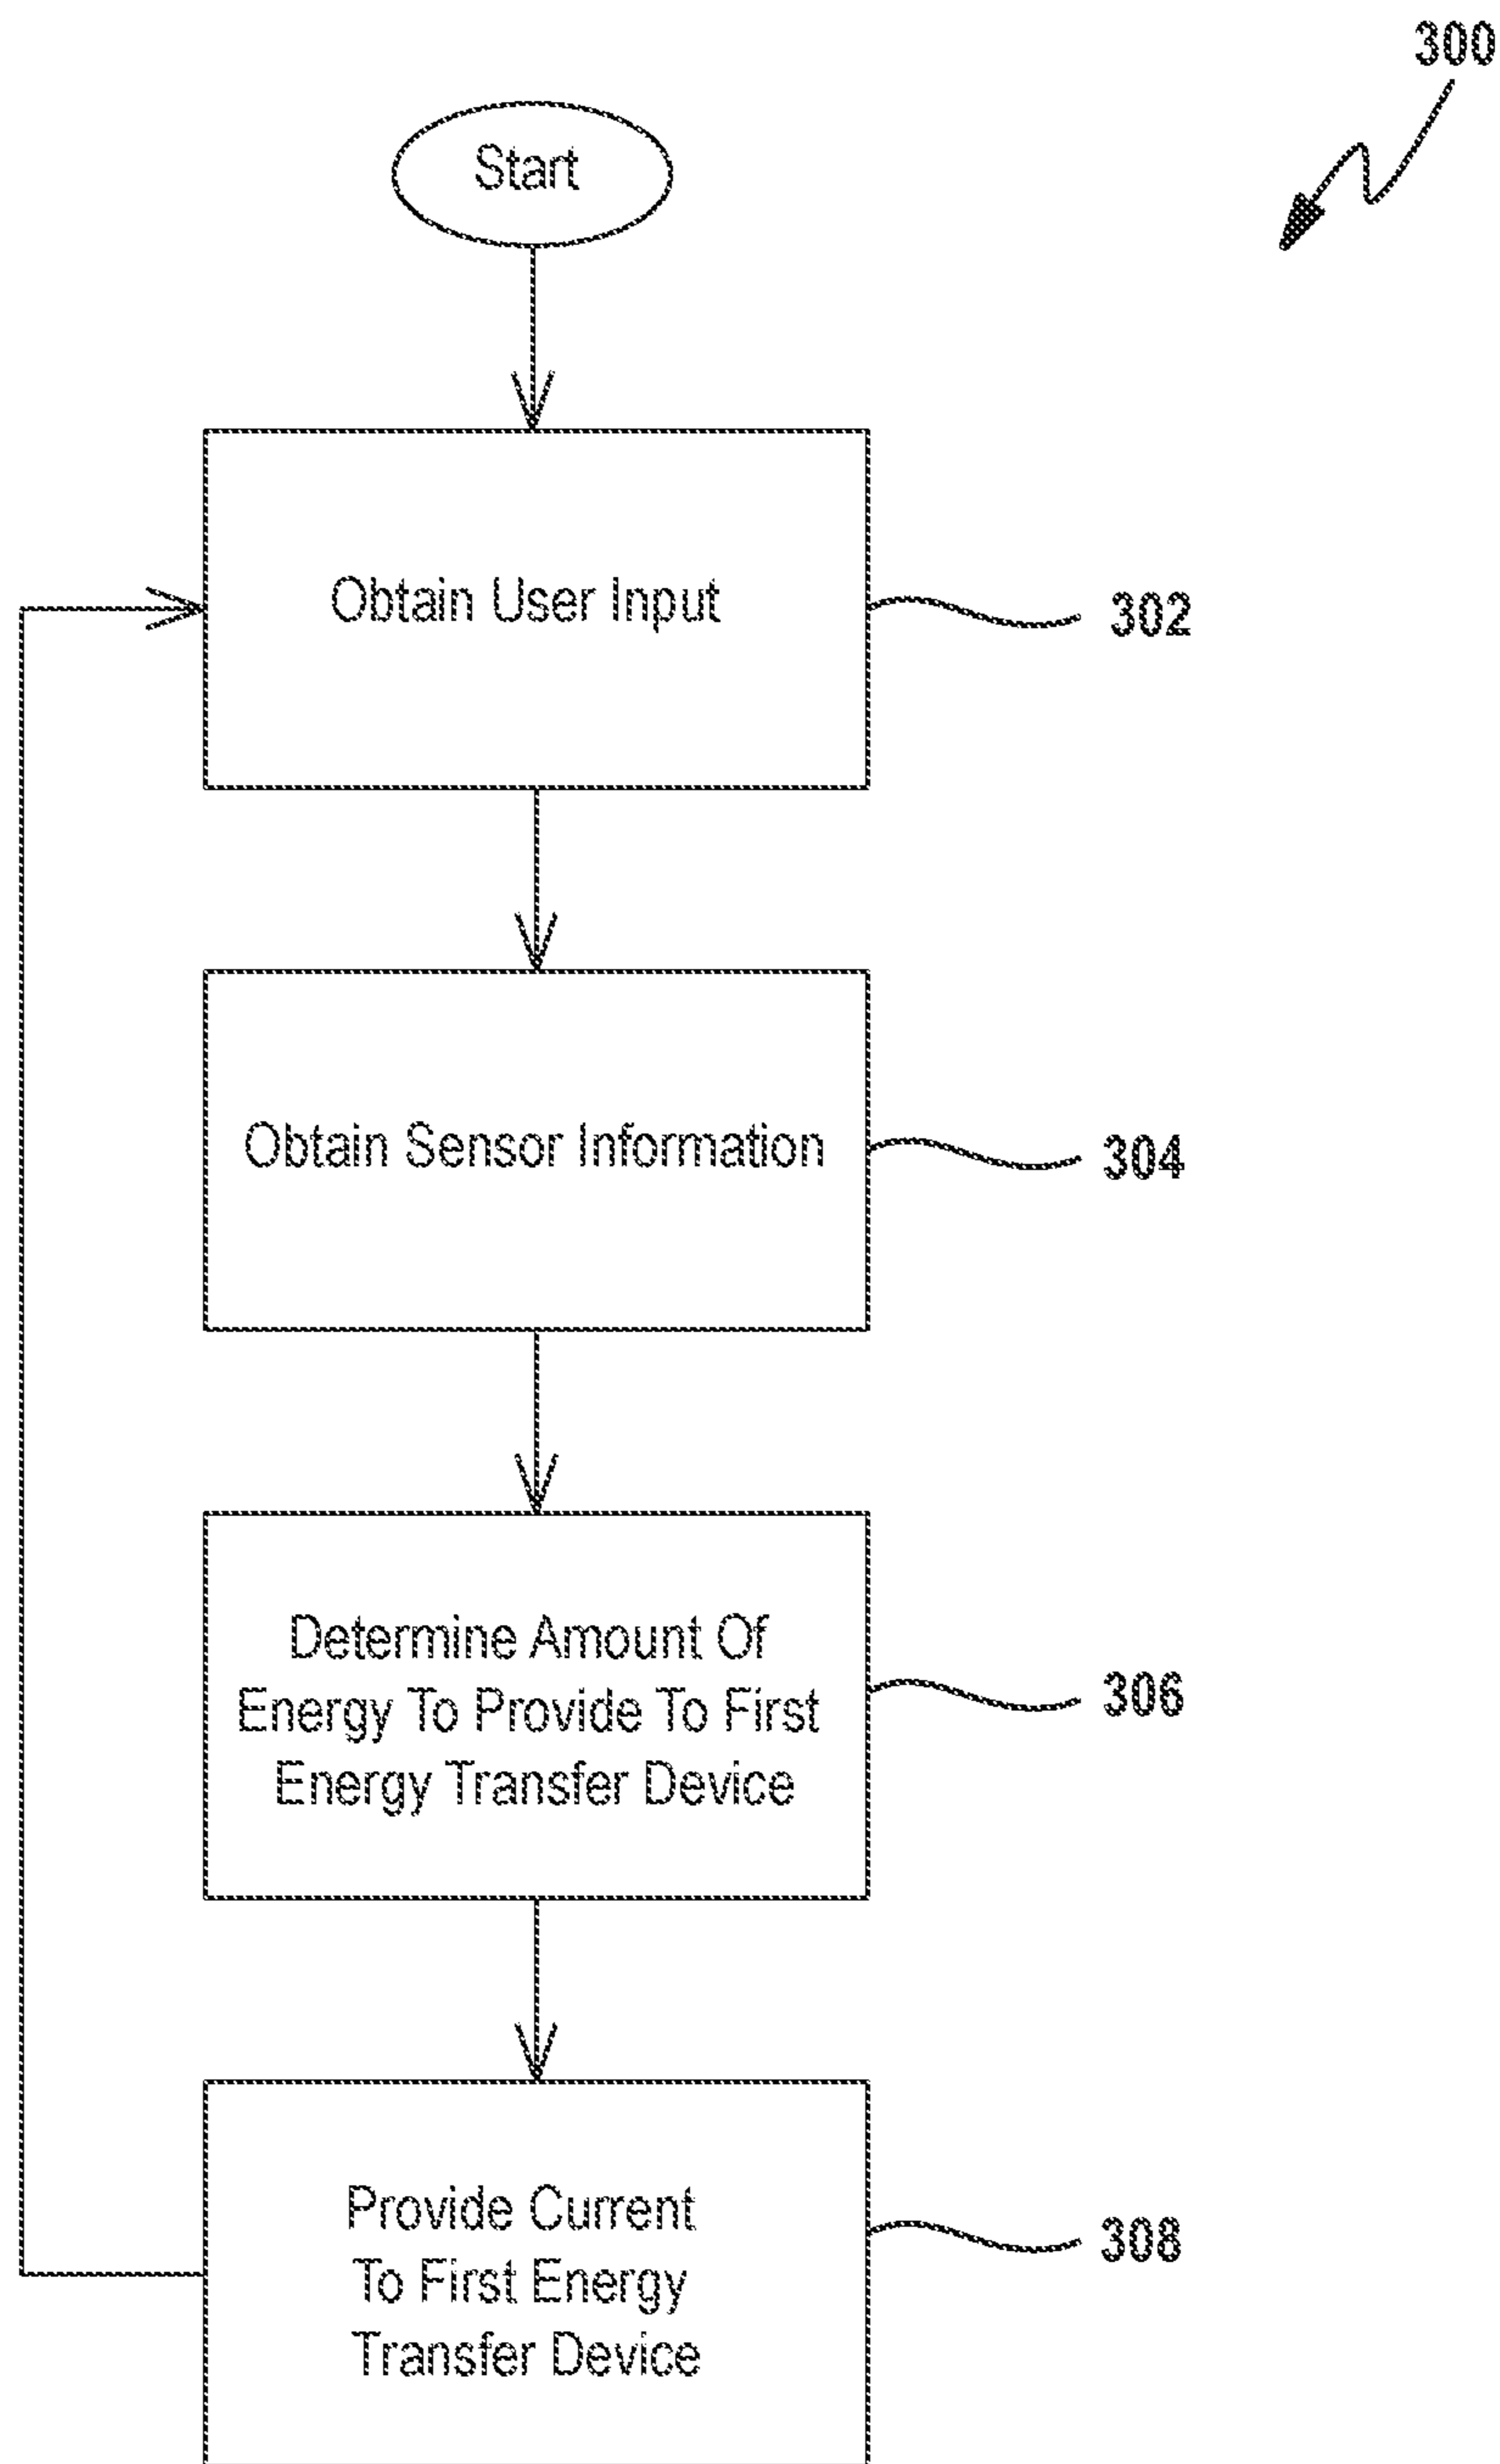 300
Start
Obtain User Input
302
Obtain Sensor Information
304
Determine Amount Of
Energy To Provide To First
Energy Transfer Device
306
Provide Current
To First Energy
Transfer Device
308